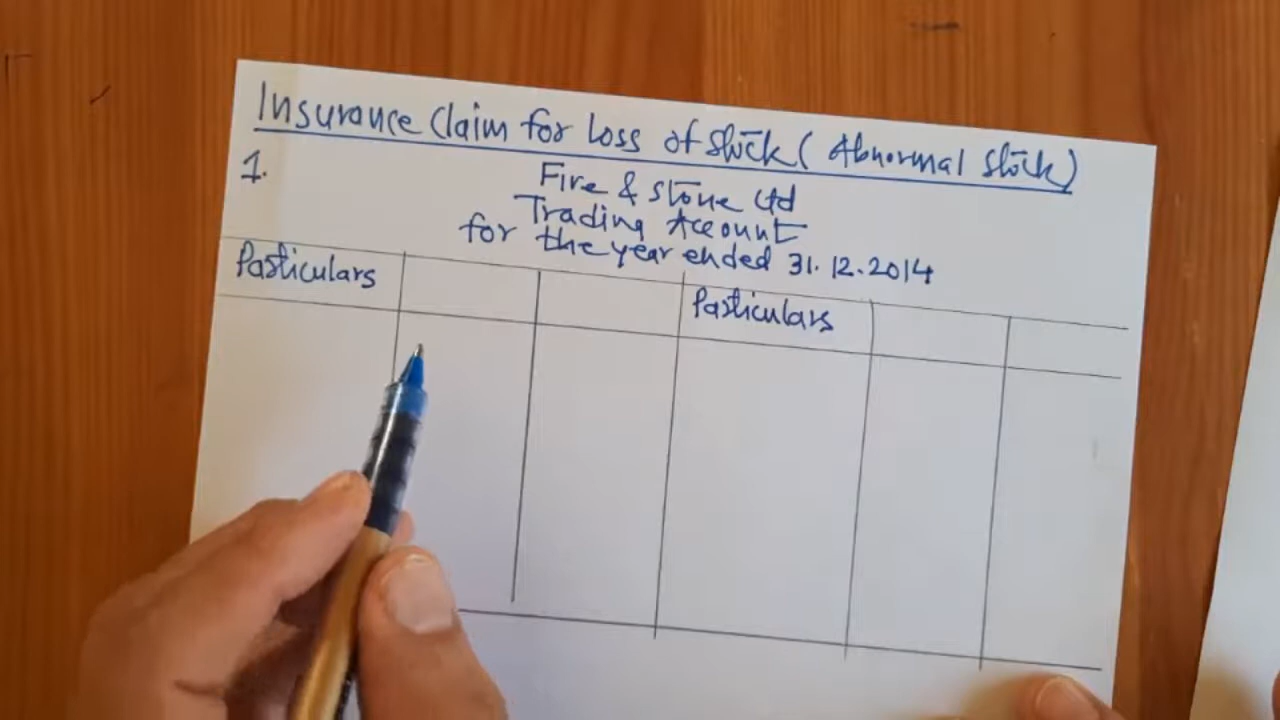 Insurance Claim for Loss of Stock ( Abnormal Stock )
1.
Fire & Stone Ltd
Trading Account
for the year ended 31.12.2014
Particulars
Particulars